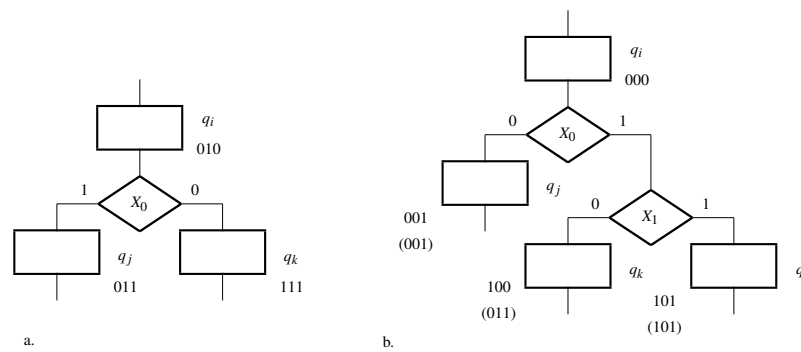 q_i
010
1 X_0 0
q_j q_k
011 111
a.
q_i
000
0 X_0 1
q_j
001 0 X_1 1
(001)
q_k q
100 101
(011) (101)
b.